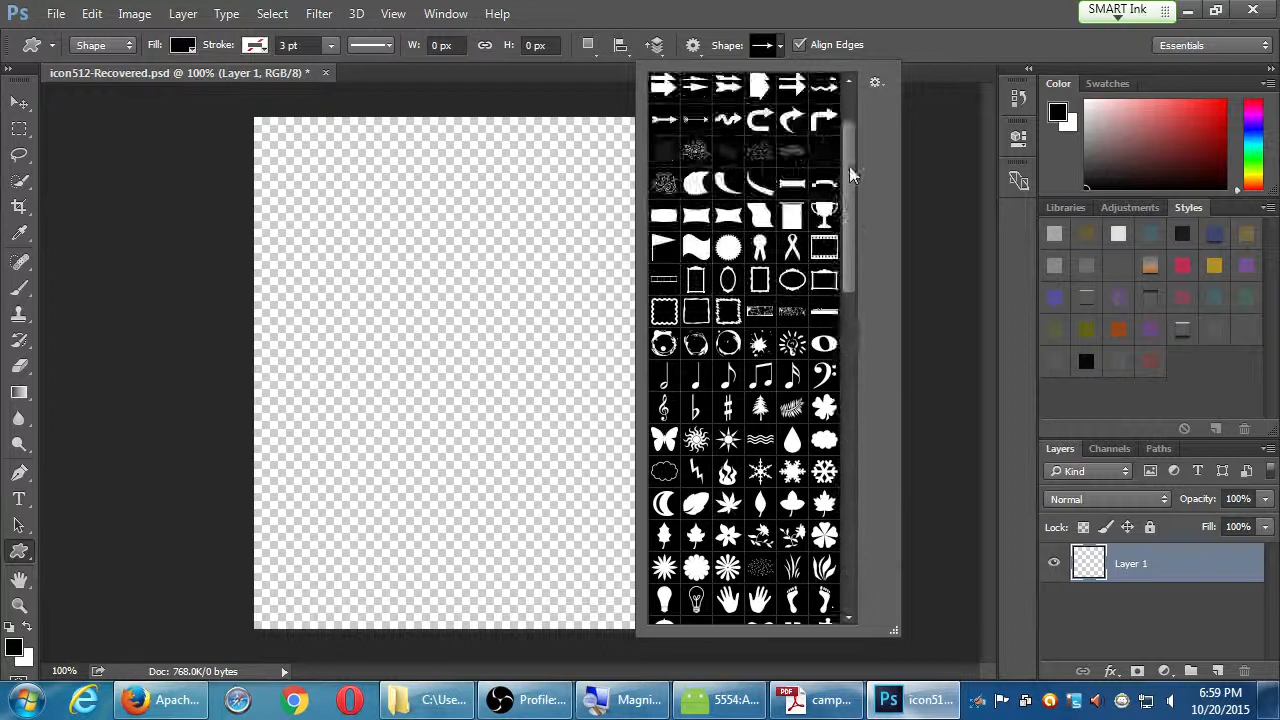 SMART Ink
Ps File Edit Image Layer Type Select Filter 3D View Window Help
Shape Fill: Stroke: 3 pt W: 0 px H: 0 px Shape: Align Edges Essentials
icon512-Recovered.psd @ 100% (Layer 1, RGB/8) *
Color Swatches
Libraries Adjustments Styles
Layers Channels Paths
Kind
Normal Opacity: 100%
Lock: Fill: 100%
Layer 1
100% Doc: 768.0K/0 bytes
Apach... C:\Use... Profile:... Magni... 5554:A... PDF camp... Ps icon51...
6:59 PM
10/20/2015